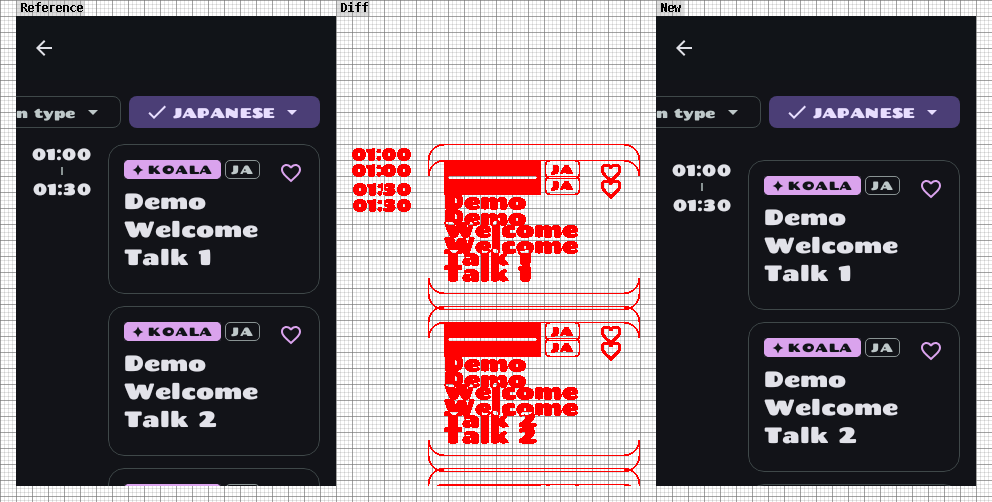 Reference
n type
JAPANESE
01:00
01:30
KOALA JA
Demo
Welcome
Talk 1
KOALA JA
Demo
Welcome
Talk 2
Diff
01:00
01:00
01:30
01:30
JA
JA
Demo
Demo
Welcome
Welcome
Talk 1
Talk 1
JA
JA
Demo
Demo
Welcome
Welcome
Talk 2
Talk 2
New
n type
JAPANESE
01:00
01:30
KOALA JA
Demo
Welcome
Talk 1
KOALA JA
Demo
Welcome
Talk 2